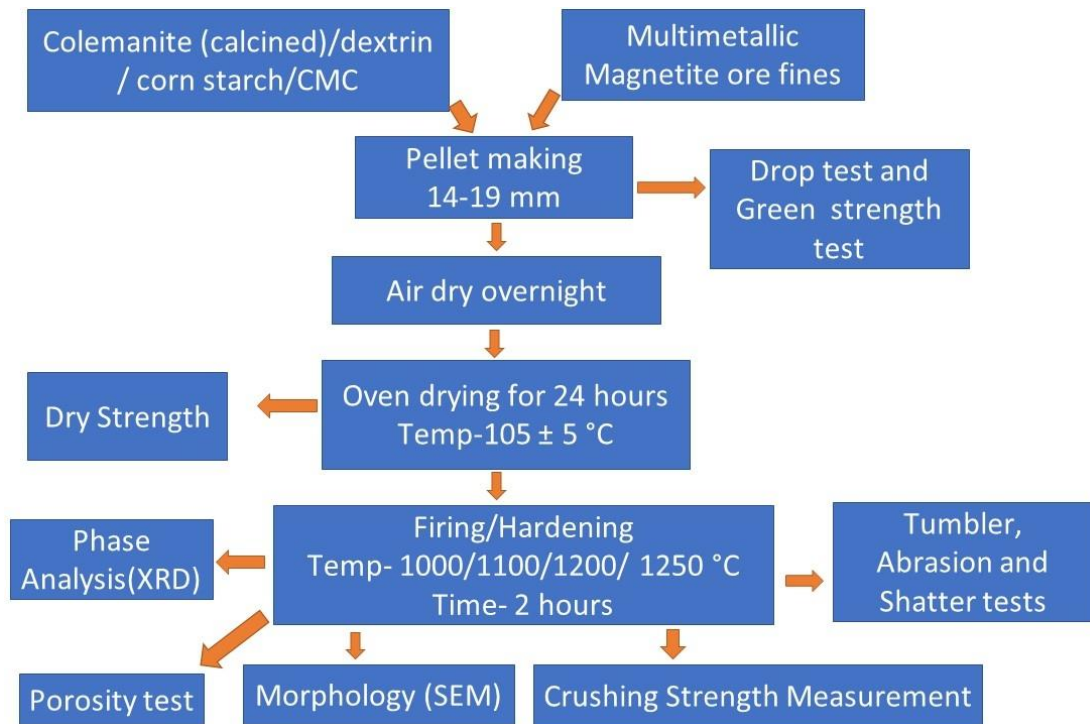 Colemanite (calcined)/dextrin
/ corn starch/CMC
Multimetallic
Magnetite ore fines
Pellet making
14-19 mm
Drop test and
Green strength
test
Air dry overnight
Oven drying for 24 hours
Temp-105 ± 5 °C
Dry Strength
Firing/Hardening
Temp- 1000/1100/1200/ 1250 °C
Time- 2 hours
Phase
Analysis(XRD)
Tumbler,
Abrasion and
Shatter tests
Porosity test
Morphology (SEM)
Crushing Strength Measurement